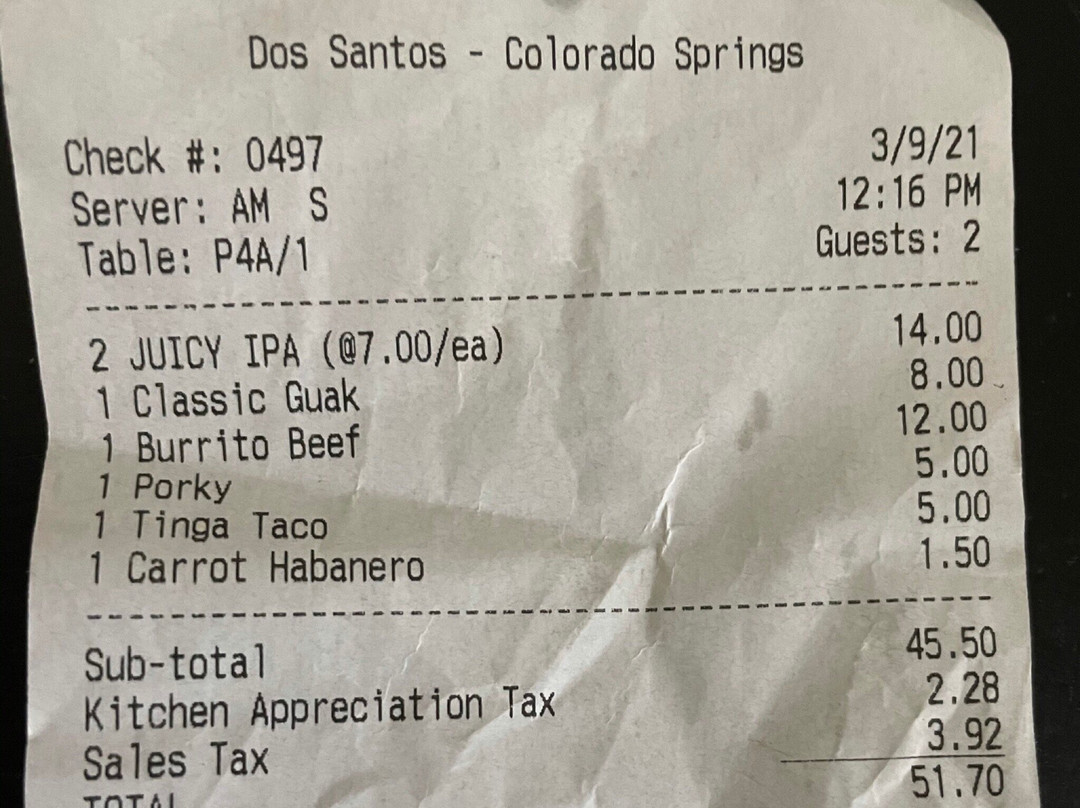 Dos Santos - Colorado Springs
Check #: 0497 3/9/21
Server: AM S 12:16 PM
Table: P4A/1 Guests: 2
2 JUICY IPA (@7.00/ea) 14.00
1 Classic Guak 8.00
1 Burrito Beef 12.00
1 Porky 5.00
1 Tinga Taco 5.00
1 Carrot Habanero 1.50
Sub-total 45.50
Kitchen Appreciation Tax 2.28
Sales Tax 3.92
TOTAL 51.70